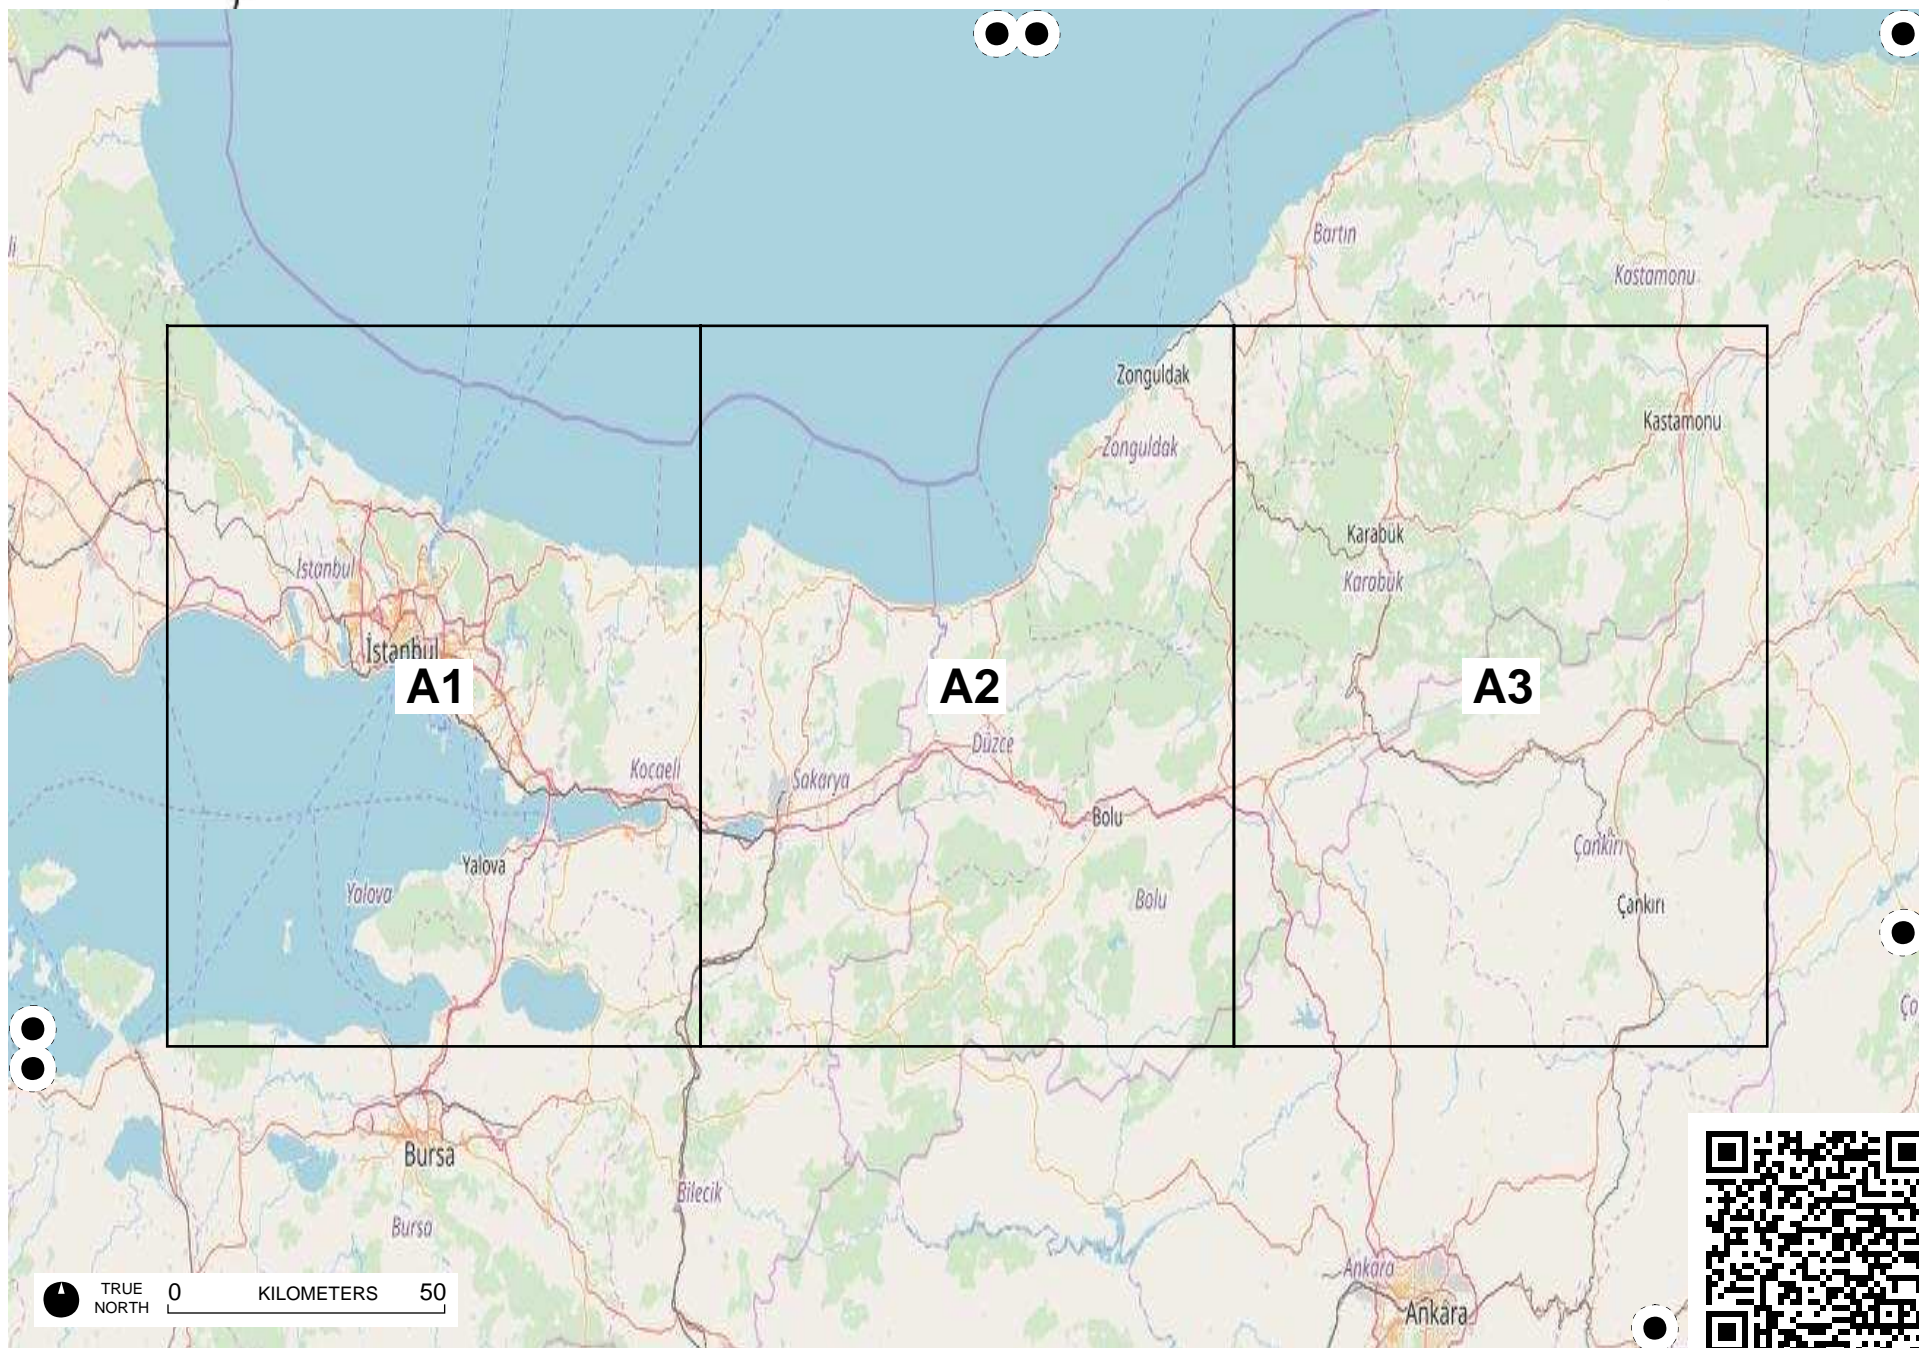 Bartın
Kastamonu
Zonguldak
Zonguldak
Kastamonu
Karabük
Karabük
İstanbul
İstanbul
A1
A2
A3
Düzce
Kocaeli
Sakarya
Bolu
Çankırı
Yalova
Yalova
Bolu
Çankırı
Ço
Bursa
Bilecik
Bursa
Ankara
Ankara
TRUE
NORTH
0 KILOMETERS 50